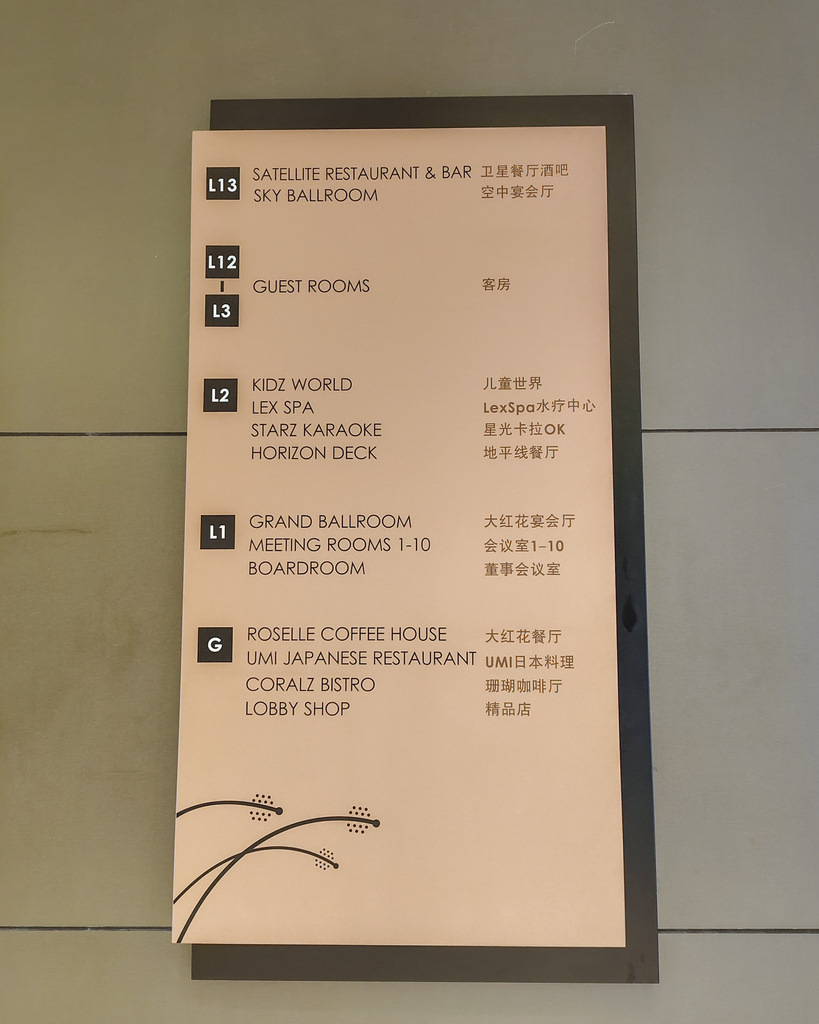 L13 SATELLITE RESTAURANT & BAR 卫星餐厅酒吧
SKY BALLROOM 空中宴会厅
L12
GUEST ROOMS 客房
L3
L2 KIDZ WORLD 儿童世界
LEX SPA LexSpa水疗中心
STARZ KARAOKE 星光卡拉OK
HORIZON DECK 地平线餐厅
L1 GRAND BALLROOM 大红花宴会厅
MEETING ROOMS 1-10 会议室1-10
BOARDROOM 董事会议室
G ROSELLE COFFEE HOUSE 大红花餐厅
UMI JAPANESE RESTAURANT UMI日本料理
CORALZ BISTRO 珊瑚咖啡厅
LOBBY SHOP 精品店